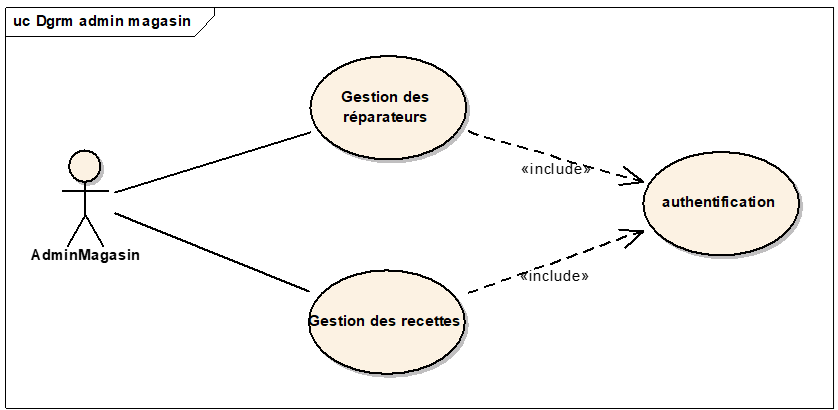 uc Dgrm admin magasin
Gestion des
réparateurs
«include»
authentification
AdminMagasin
«include»
Gestion des recettes